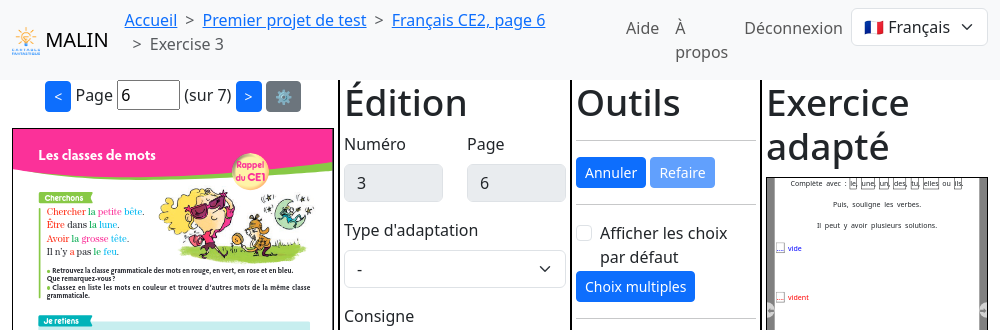 MALIN
Accueil > Premier projet de test > Français CE2, page 6
> Exercise 3
Aide
À propos
Déconnexion
🇫🇷 Français
< Page 6 (sur 7) > ⚙️
Les classes de mots
Rappel
du CE1
Cherchons
Chercher la petite bête.
Être dans la lune.
Avoir la grosse tête.
Il n'y a pas le feu.
• Retrouvez la classe grammaticale des mots en rouge, en vert, en rose et en bleu.
Que remarquez-vous ?
• Classez en liste les mots en couleur et trouvez d'autres mots de la même classe
grammaticale.
Je retiens
Édition
Numéro Page
3 6
Type d'adaptation
-
Consigne
Outils
Annuler Refaire
Afficher les choix
par défaut
Choix multiples
Exercice
adapté
Complète avec : le, une, un, des, tu, elles ou ils.
Puis, souligne les verbes.
Il peut y avoir plusieurs solutions.
... vide
... vident